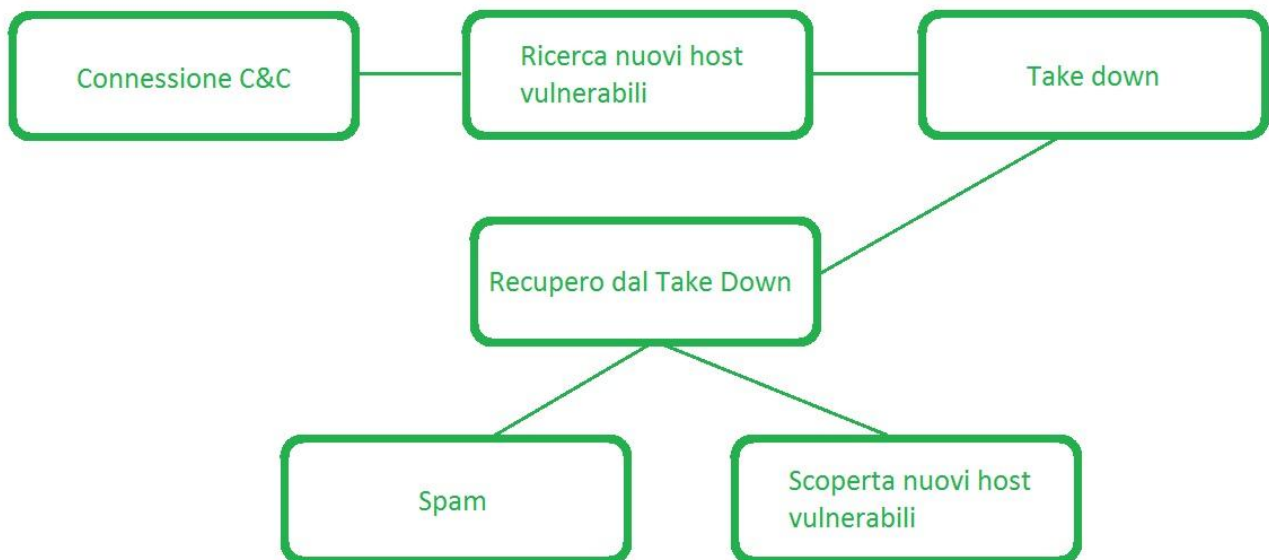 Connessione C&C
Ricerca nuovi host
vulnerabili
Take down
Recupero dal Take Down
Spam
Scoperta nuovi host
vulnerabili